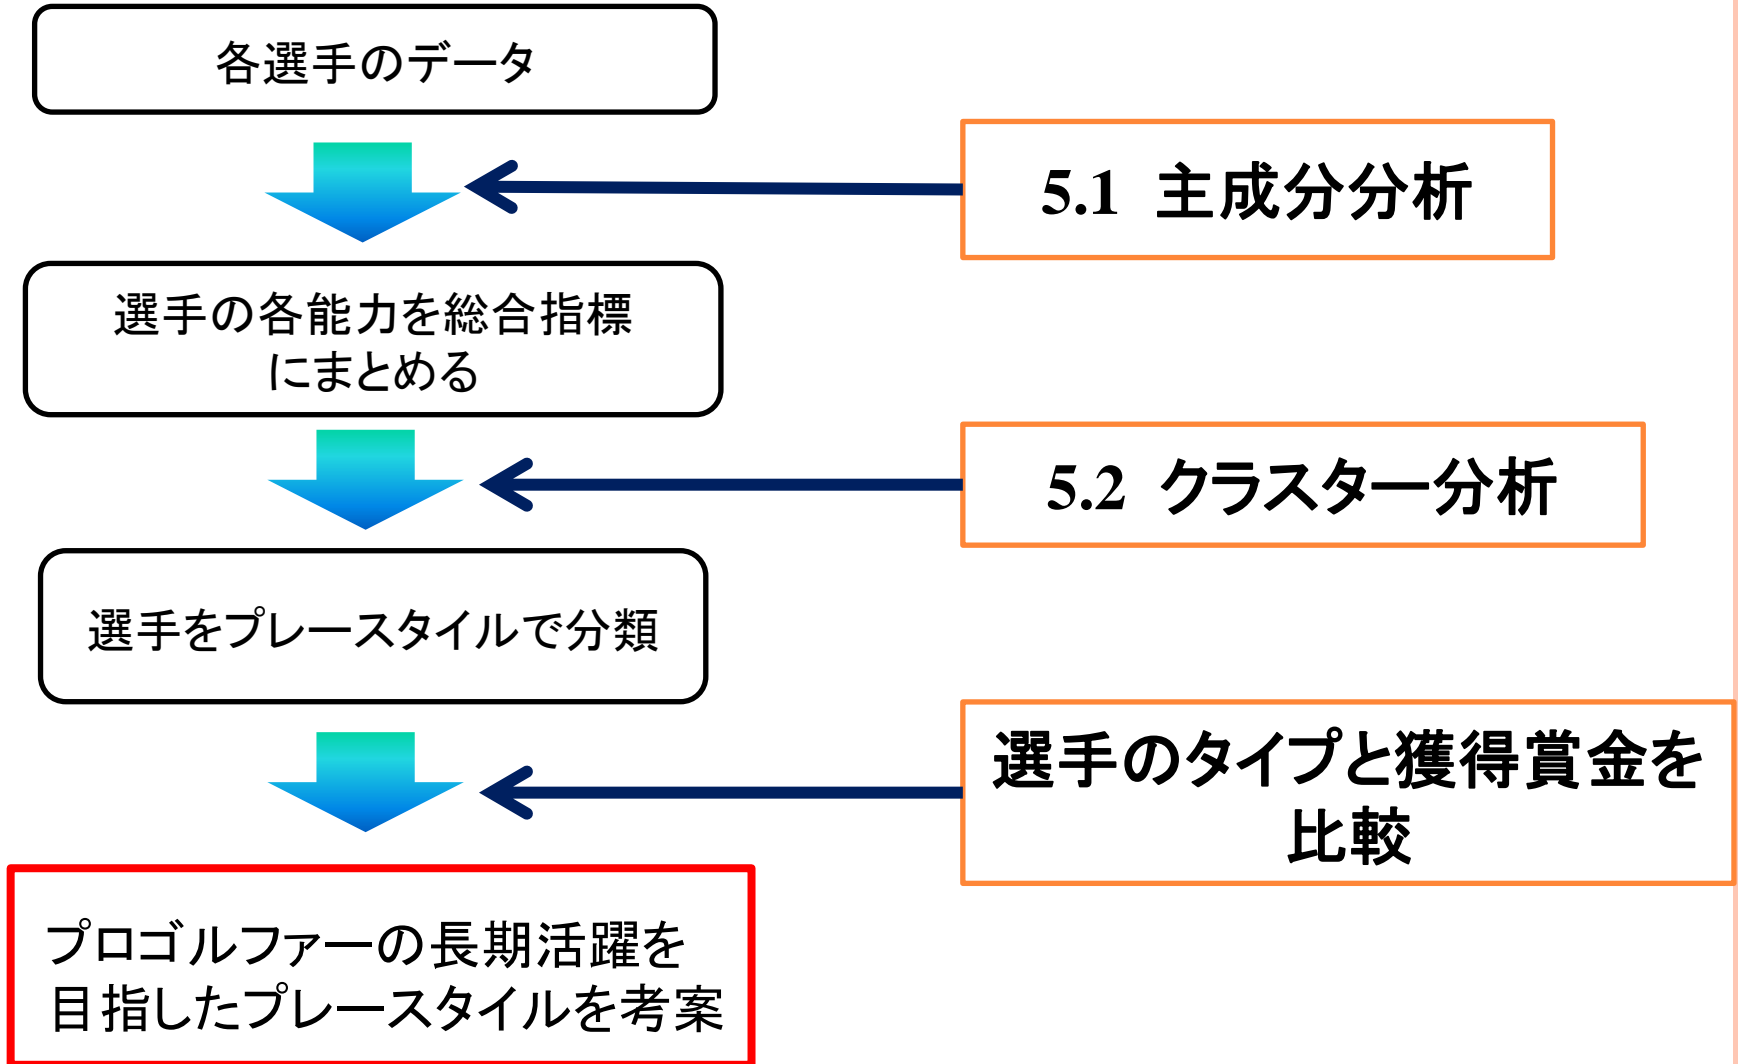 各選手のデータ
5.1 主成分分析
選手の各能力を総合指標
にまとめる
5.2 クラスター分析
選手をプレースタイルで分類
選手のタイプと獲得賞金を
比較
プロゴルファーの長期活躍を
目指したプレースタイルを考案